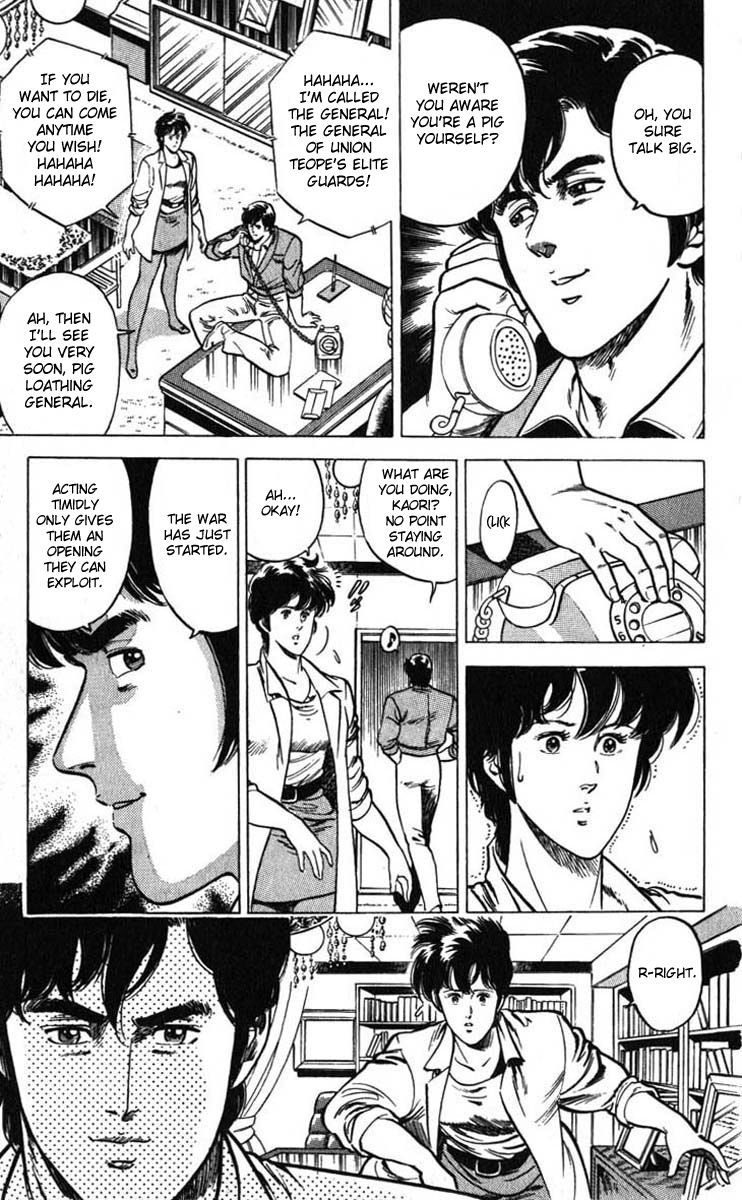 OH, YOU
SURE
TALK BIG.
WEREN'T
YOU AWARE
YOU'RE A PIG
YOURSELF?
HAHAHA...
I'M CALLED
THE GENERAL!
THE GENERAL
OF UNION
TEOPE'S ELITE
GUARDS!
IF YOU
WANT TO DIE,
YOU CAN COME
ANYTIME
YOU WISH!
HAHAHA
HAHAHA!
AH, THEN
I'LL SEE
YOU VERY
SOON, PIG
LOATHING
GENERAL.
CLICK
WHAT ARE
YOU DOING,
KAORI?
NO POINT
STAYING
AROUND.
AH...
OKAY!
THE WAR
HAS JUST
STARTED.
ACTING
TIMIDLY
ONLY GIVES
THEM AN
OPENING
THEY CAN
EXPLOIT.
R-RIGHT.